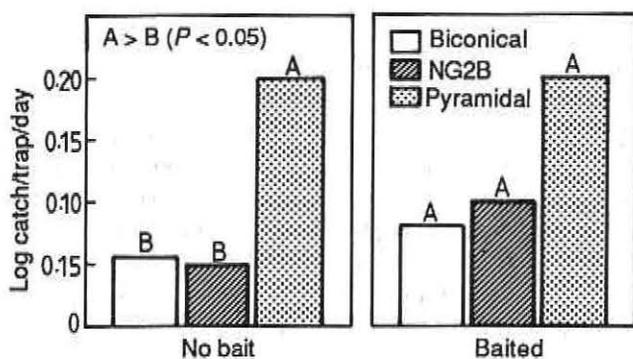 A > B (P < 0.05)
Biconical
NG2B
Pyramidal
Log catch/trap/day
0.20
0.15
0.10
0.15
0
B
B
A
A
A
A
No bait
Baited